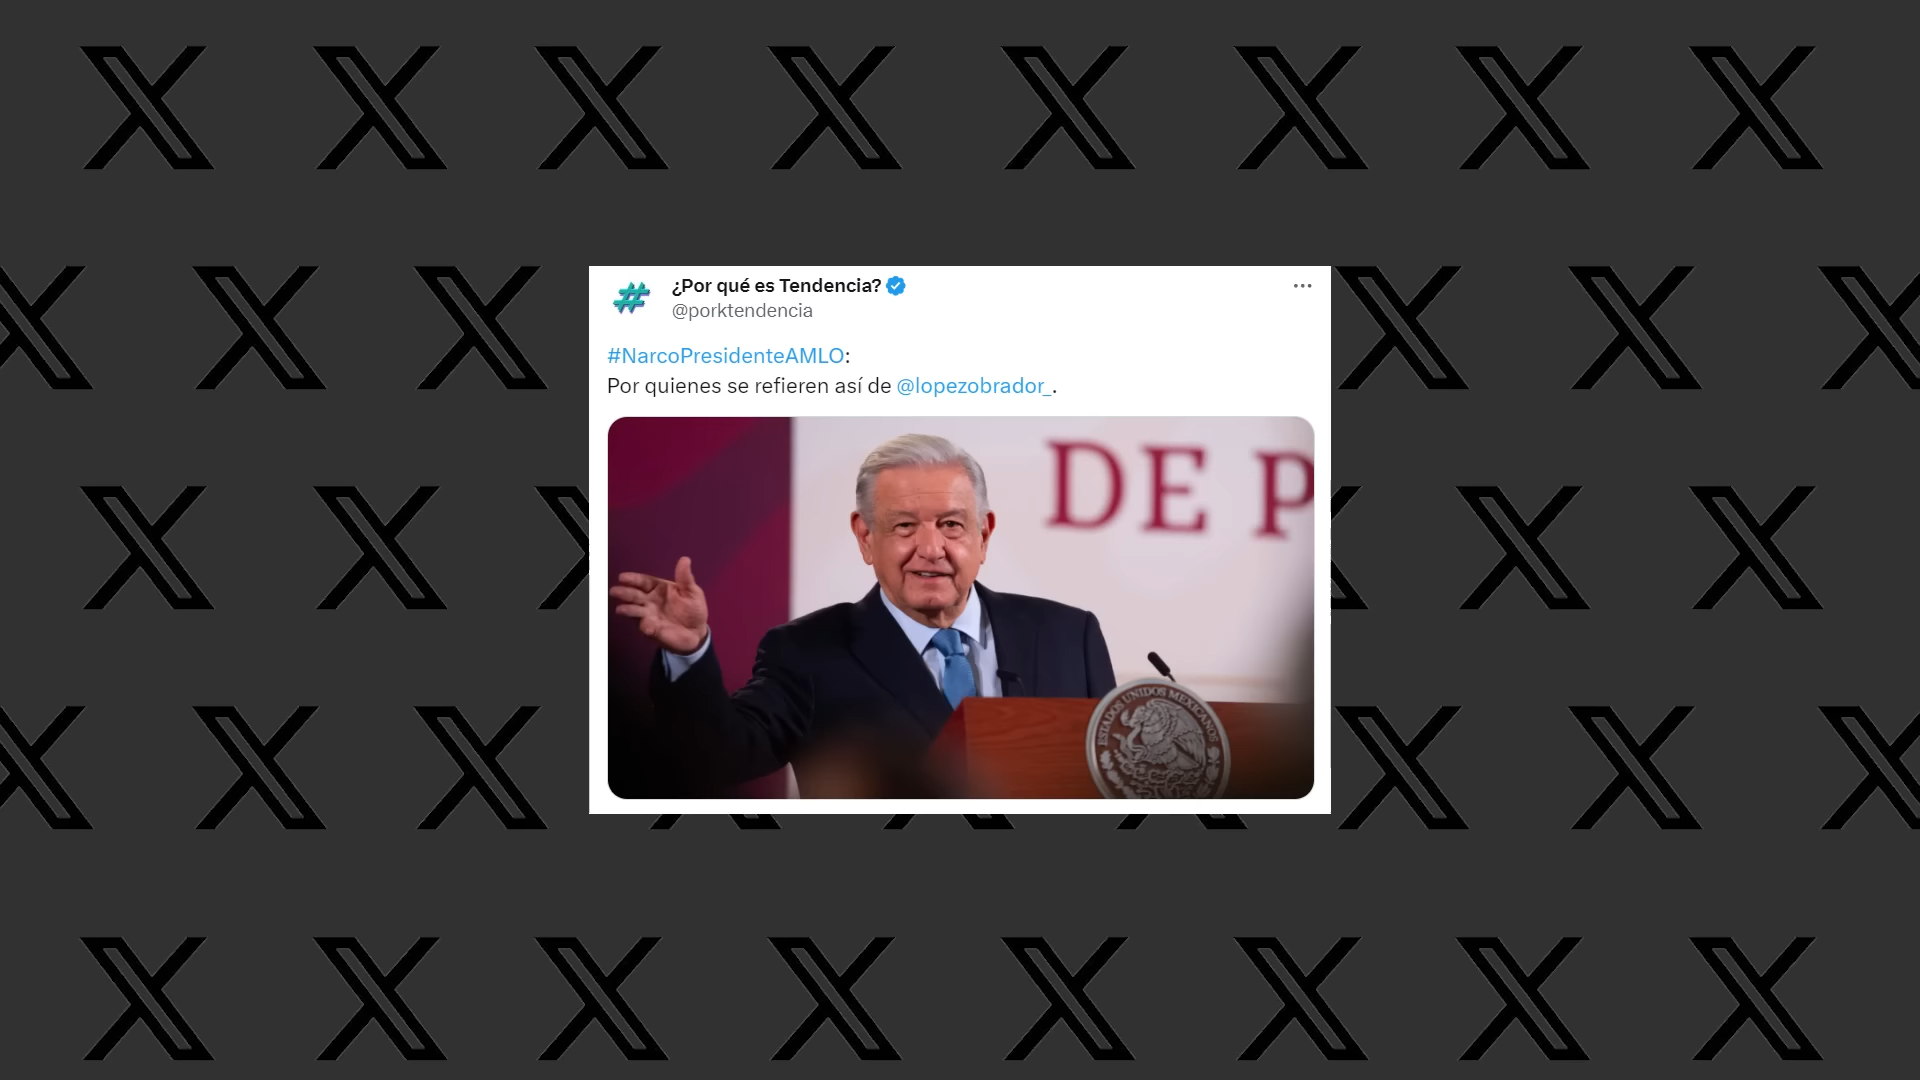 ¿Por qué es Tendencia?
@porktendencia
#NarcoPresidenteAMLO:
Por quienes se refieren así de @lopezobrador_.
DE P
ESTADOS UNIDOS MEXICANOS